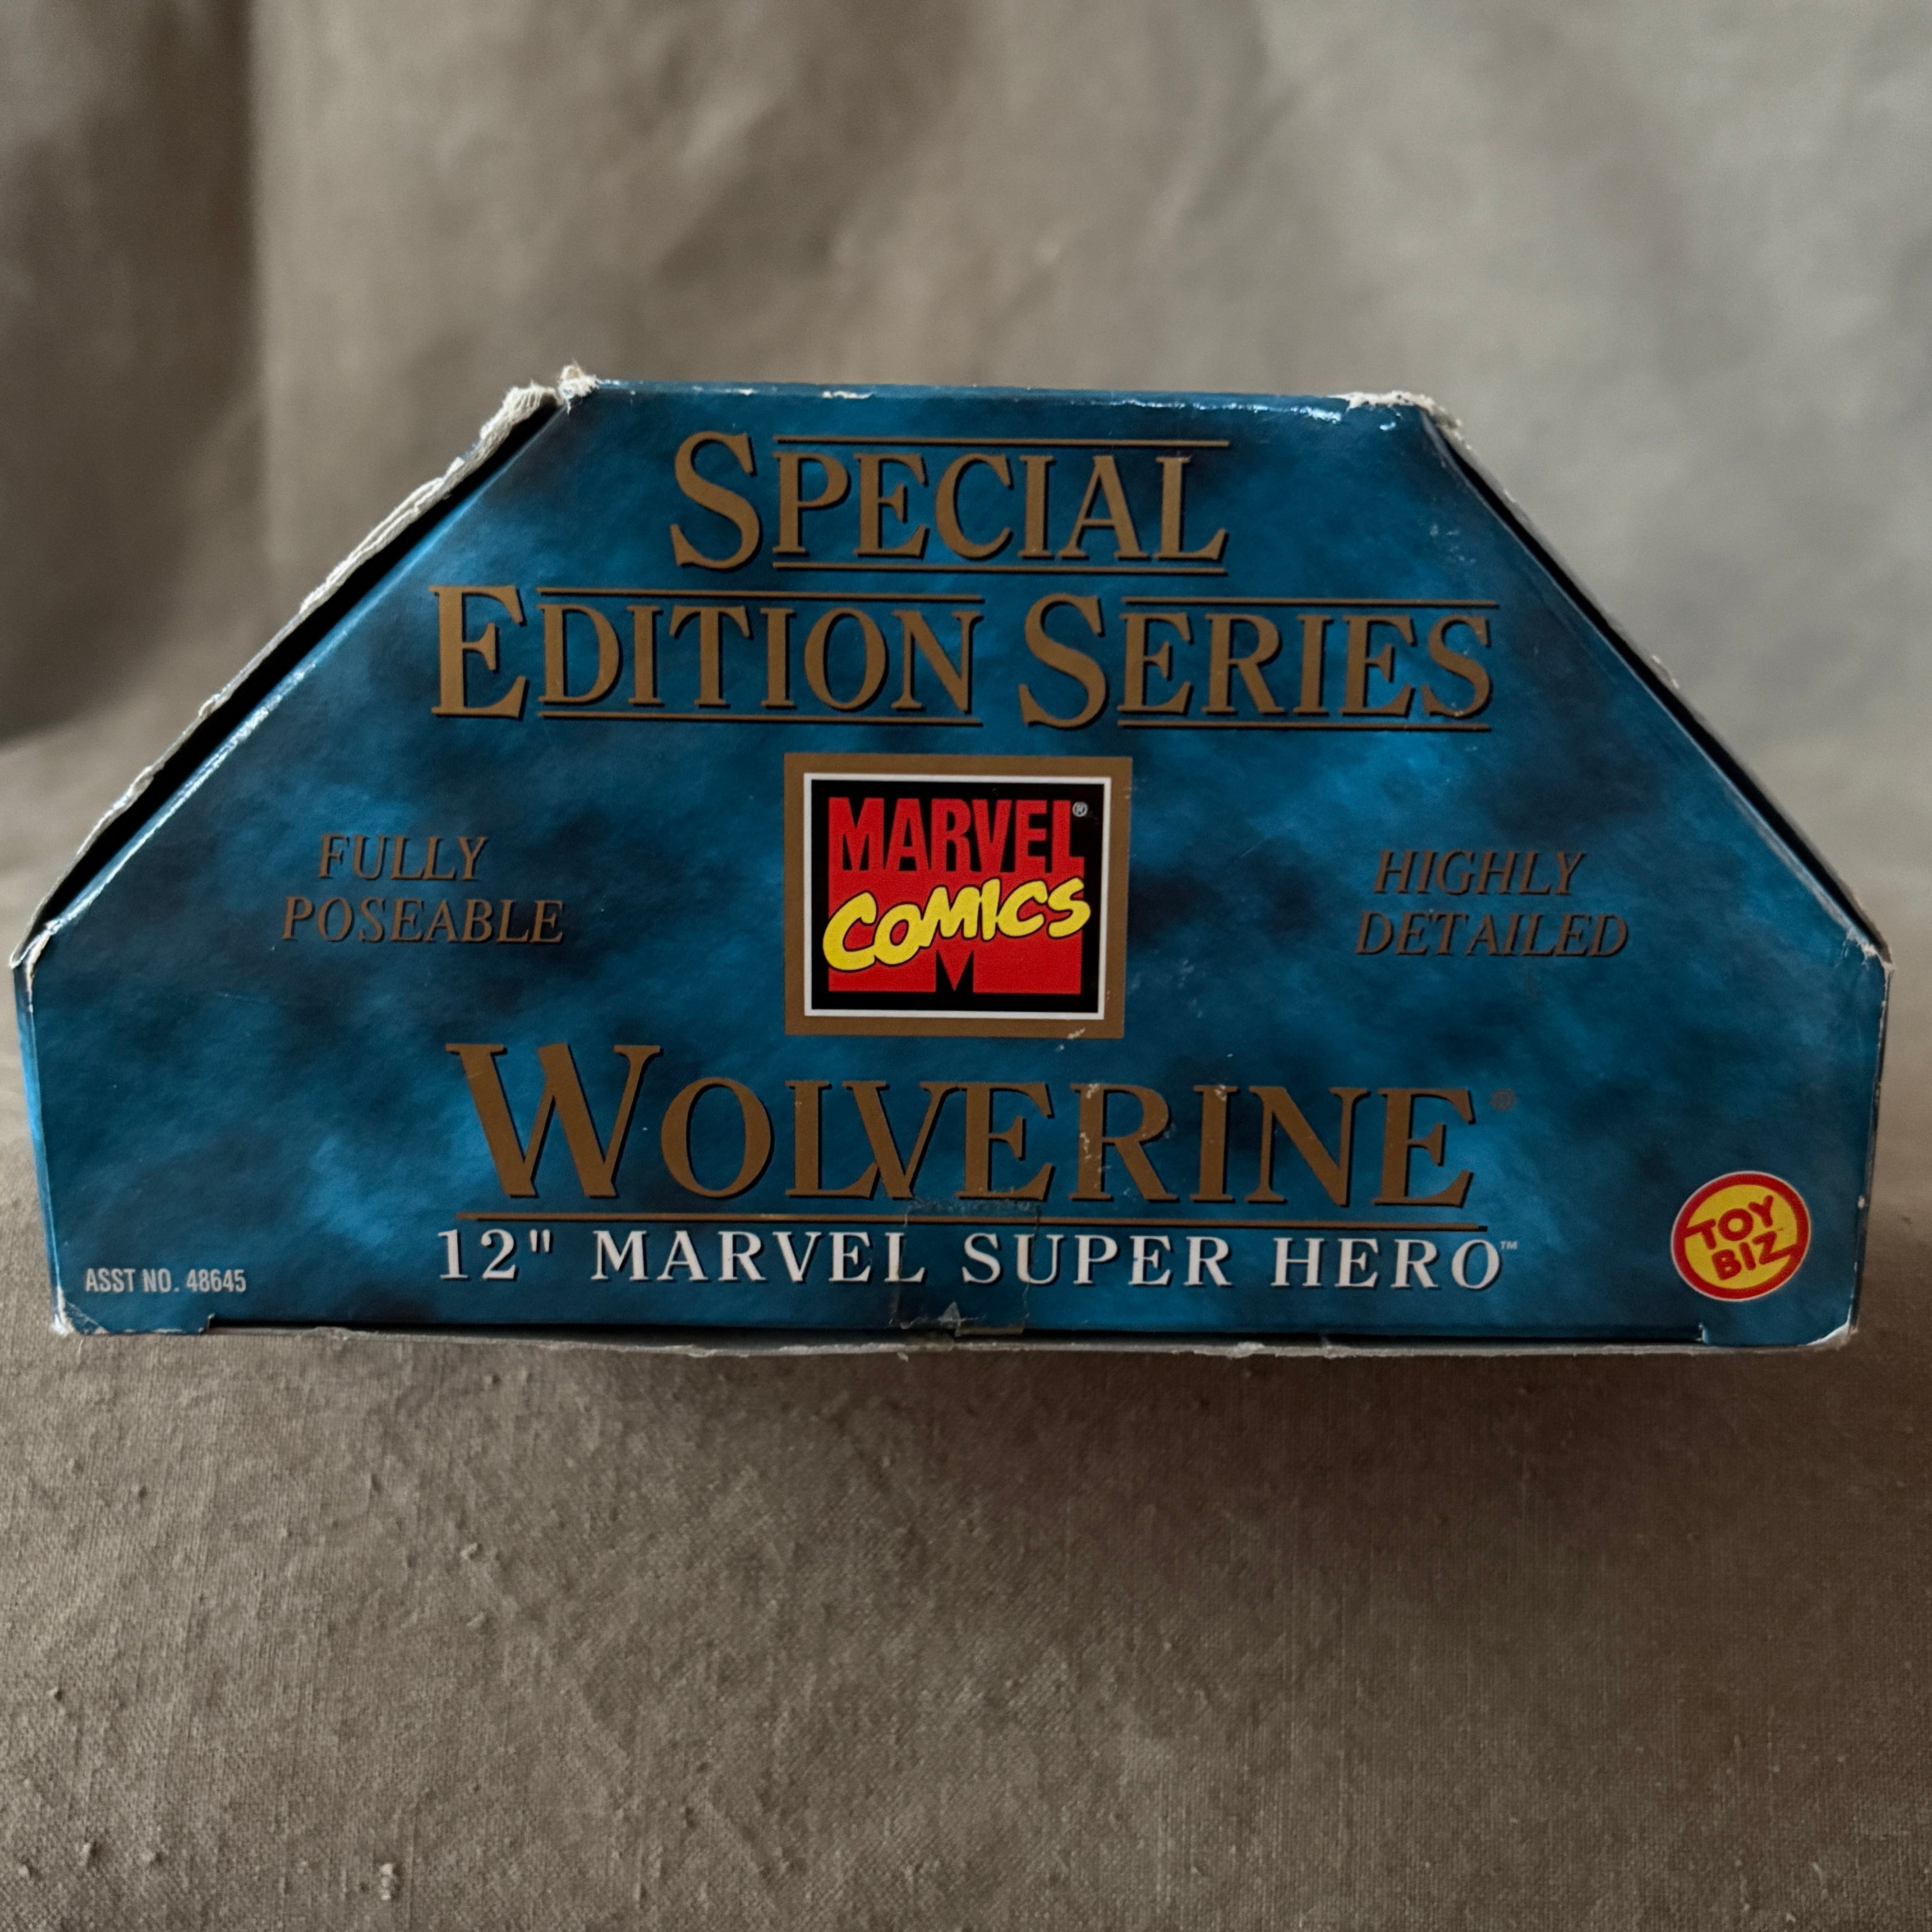 SPECIAL
EDITION SERIES
MARVEL®
COMICS
FULLY
POSEABLE
HIGHLY
DETAILED
WOLVERINE®
12" MARVEL SUPER HERO™
ASST NO. 48645
TOY
BIZ